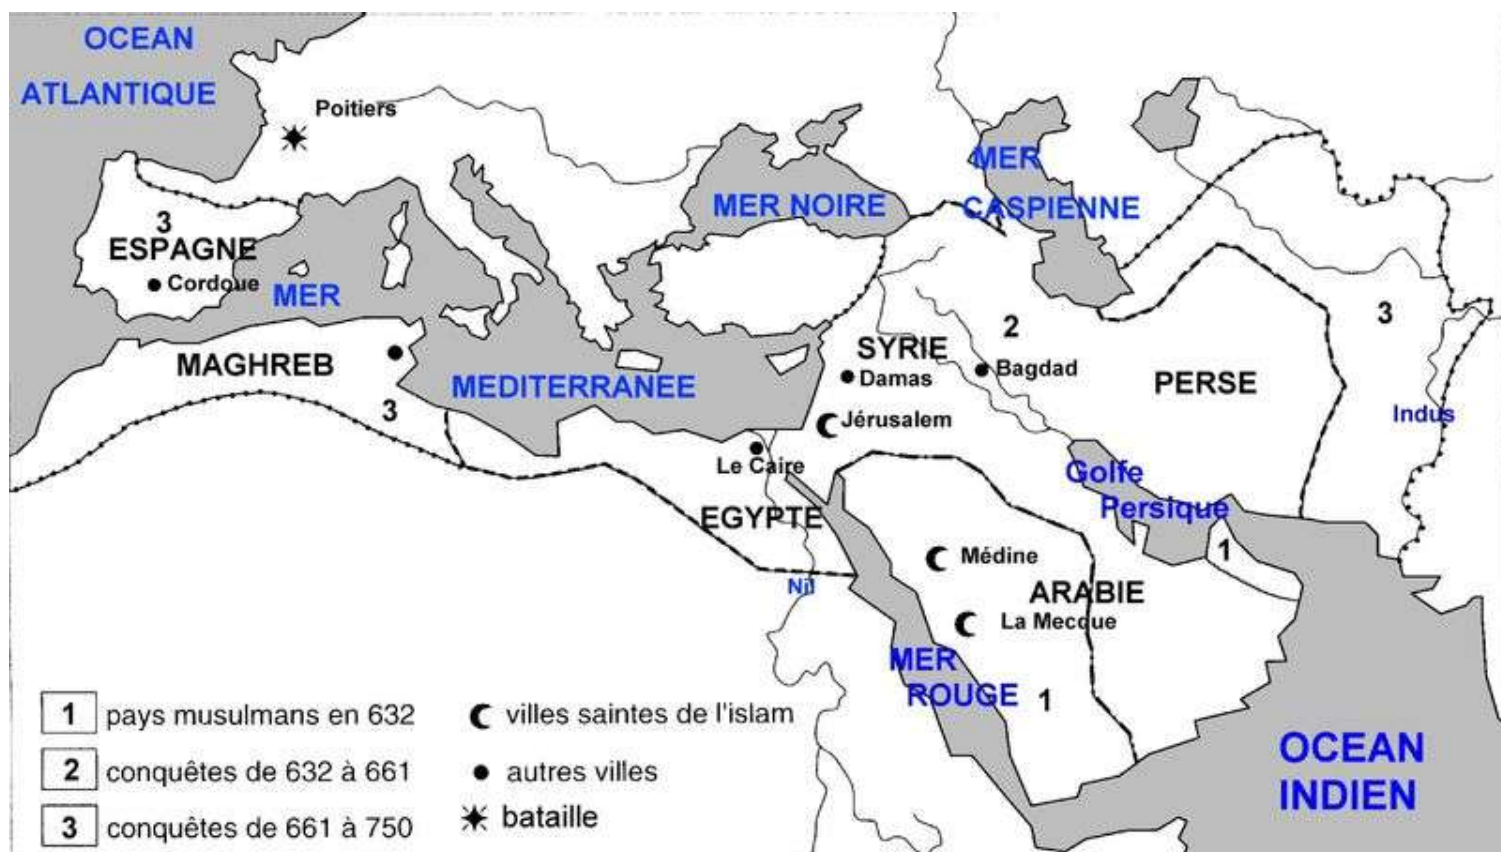 OCEAN
ATLANTIQUE
Poitiers
MER NOIRE
MER
CASPIENNE
3
ESPAGNE
Cordoue
MER
MEDITERRANEE
MAGHREB
3
SYRIE
Damas
2
Bagdad
PERSE
3
Indus
Jérusalem
Le Caire
EGYPTE
Nil
Golfe
Persique
1
Médine
ARABIE
La Mecque
MER
ROUGE
1
OCEAN
INDIEN
1 pays musulmans en 632
2 conquêtes de 632 à 661
3 conquêtes de 661 à 750
villes saintes de l'islam
autres villes
bataille